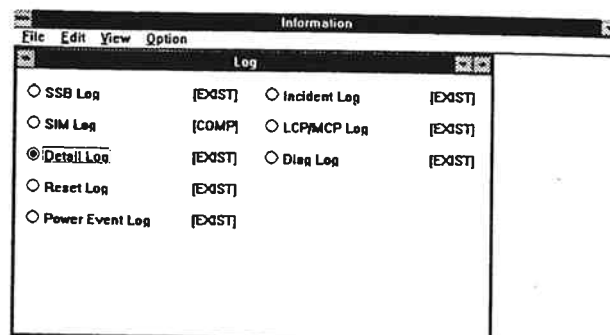 Information
File Edit View Option
Log
SSB Log [EXIST] Incident Log [EXIST]
SIM Log [COMP] LCP/MCP Log [EXIST]
Detail Log [EXIST] Diag Log [EXIST]
Reset Log [EXIST]
Power Event Log [EXIST]